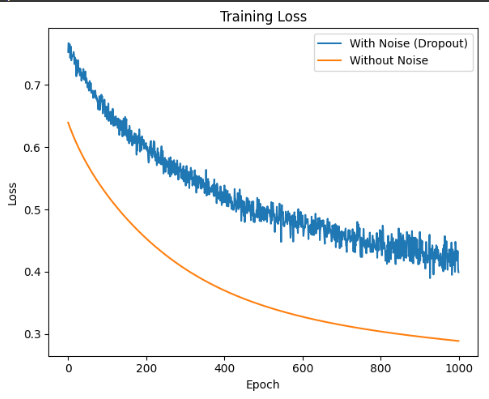 Training Loss
With Noise (Dropout)
Without Noise
Loss
0.7
0.6
0.5
0.4
0.3
0
200
400
600
800
1000
Epoch